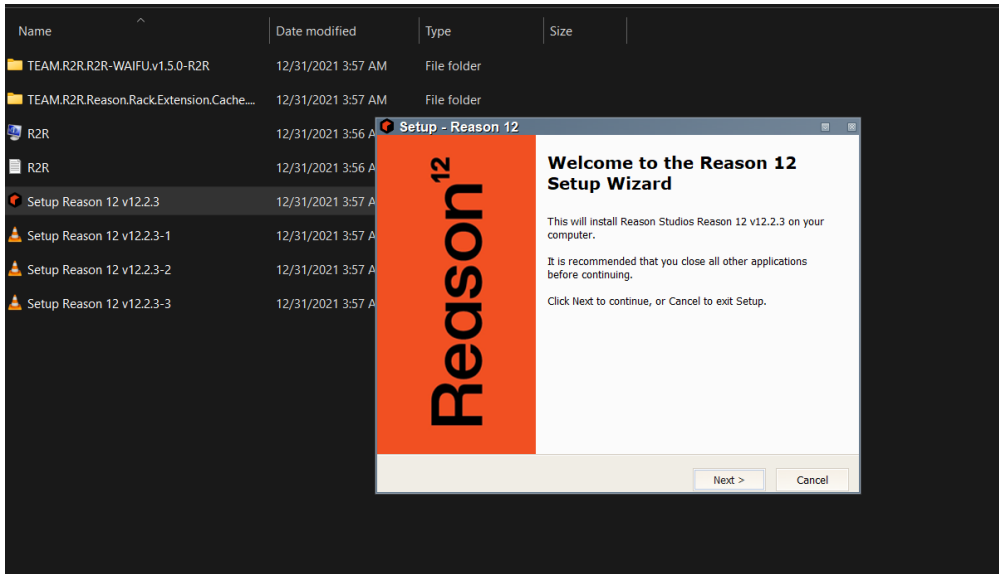 Name Date modified Type Size
TEAM.R2R.R2R-WAIFU.v1.5.0-R2R 12/31/2021 3:57 AM File folder
TEAM.R2R.Reason.Rack.Extension.Cache.... 12/31/2021 3:57 AM File folder
R2R 12/31/2021 3:56 A
R2R 12/31/2021 3:56 A
Setup Reason 12 v12.2.3 12/31/2021 3:57 A
Setup Reason 12 v12.2.3-1 12/31/2021 3:57 A
Setup Reason 12 v12.2.3-2 12/31/2021 3:57 A
Setup Reason 12 v12.2.3-3 12/31/2021 3:57 A
Setup - Reason 12
Reason12
Welcome to the Reason 12
Setup Wizard
This will install Reason Studios Reason 12 v12.2.3 on your
computer.
It is recommended that you close all other applications
before continuing.
Click Next to continue, or Cancel to exit Setup.
Next > Cancel